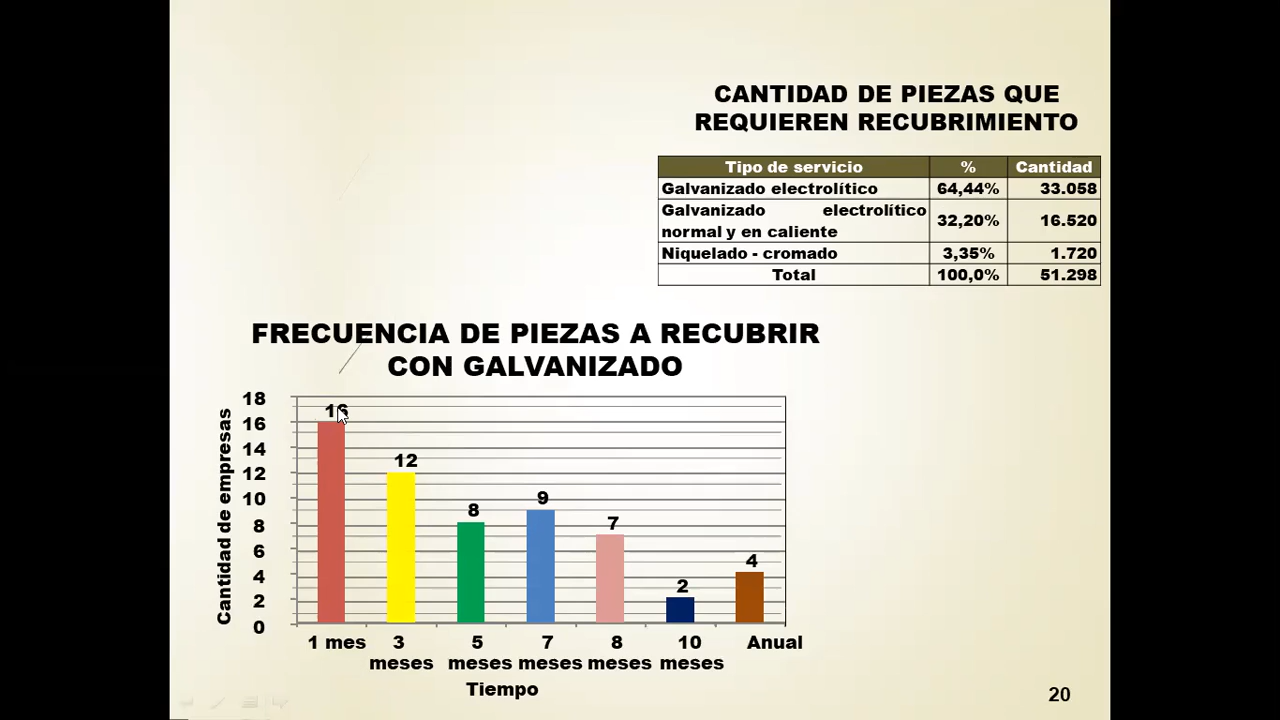 CANTIDAD DE PIEZAS QUE
REQUIEREN RECUBRIMIENTO
Tipo de servicio % Cantidad
Galvanizado electrolítico 64,44% 33.058
Galvanizado electrolítico
normal y en caliente 32,20% 16.520
Niquelado - cromado 3,35% 1.720
Total 100,0% 51.298
FRECUENCIA DE PIEZAS A RECUBRIR
CON GALVANIZADO
Cantidad de empresas
18
16
14
12
10
8
6
4
2
0
16
12
8
9
7
2
4
1 mes
3 meses
5 meses
7 meses
8 meses
10 meses
Anual
Tiempo
20